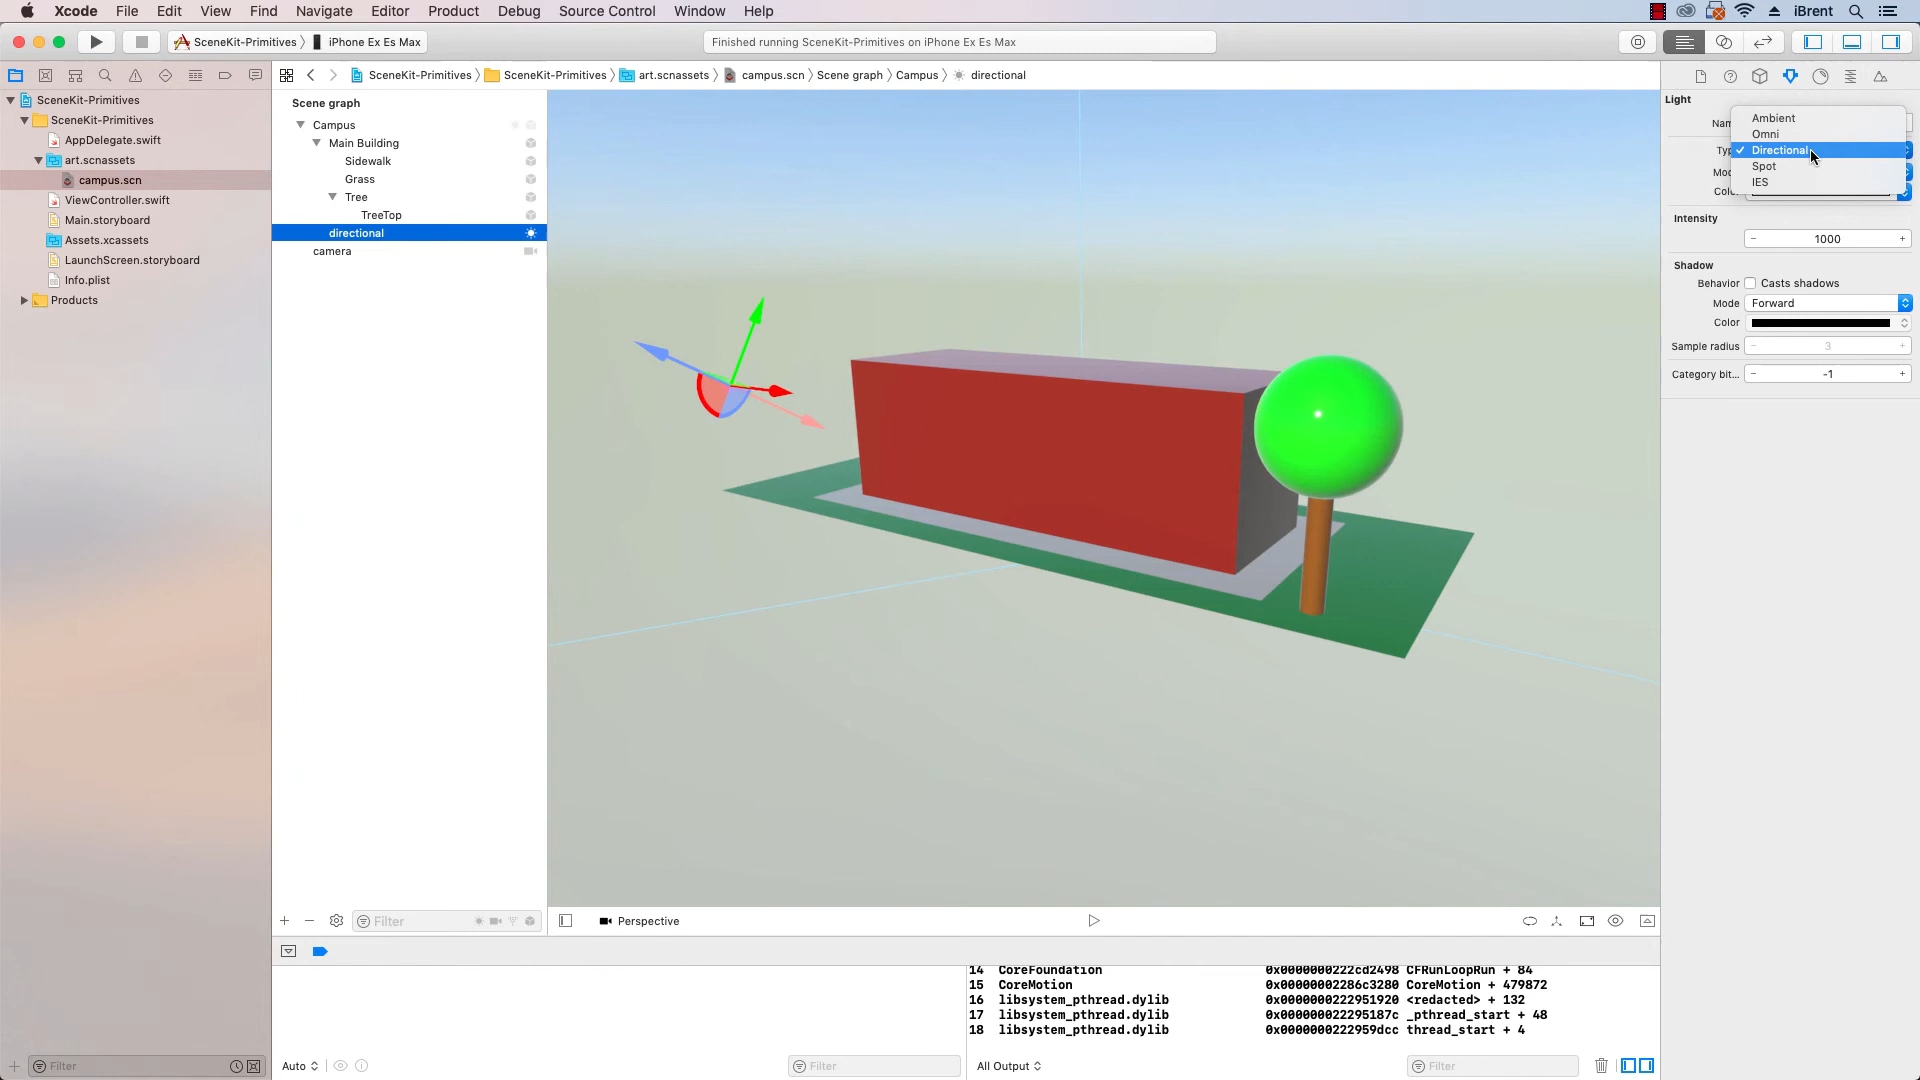 Xcode File Edit View Find Navigate Editor Product Debug Source Control Window Help iBrent
SceneKit-Primitives iPhone Ex Es Max Finished running SceneKit-Primitives on iPhone Ex Es Max
SceneKit-Primitives SceneKit-Primitives art.scnassets campus.scn Scene graph Campus directional
SceneKit-Primitives
SceneKit-Primitives
AppDelegate.swift
art.scnassets
campus.scn
ViewController.swift
Main.storyboard
Assets.xcassets
LaunchScreen.storyboard
Info.plist
Products
Scene graph
Campus
Main Building
Sidewalk
Grass
Tree
TreeTop
directional
camera
Light
Nam
Typ
Mod
Colo
Ambient
Omni
Directional
Spot
IES
Intensity
− 1000 +
Shadow
Behavior Casts shadows
Mode Forward
Color
Sample radius − 3 +
Category bit... − -1 +
+ − Filter
Perspective
14 CoreFoundation 0x0000000222cd2498 CFRunLoopRun + 84
15 CoreMotion 0x00000002286c3280 CoreMotion + 479872
16 libsystem_pthread.dylib 0x0000000222951920 <redacted> + 132
17 libsystem_pthread.dylib 0x000000022295187c _pthread_start + 48
18 libsystem_pthread.dylib 0x0000000222959dcc thread_start + 4
+ Filter
Auto Filter
All Output Filter